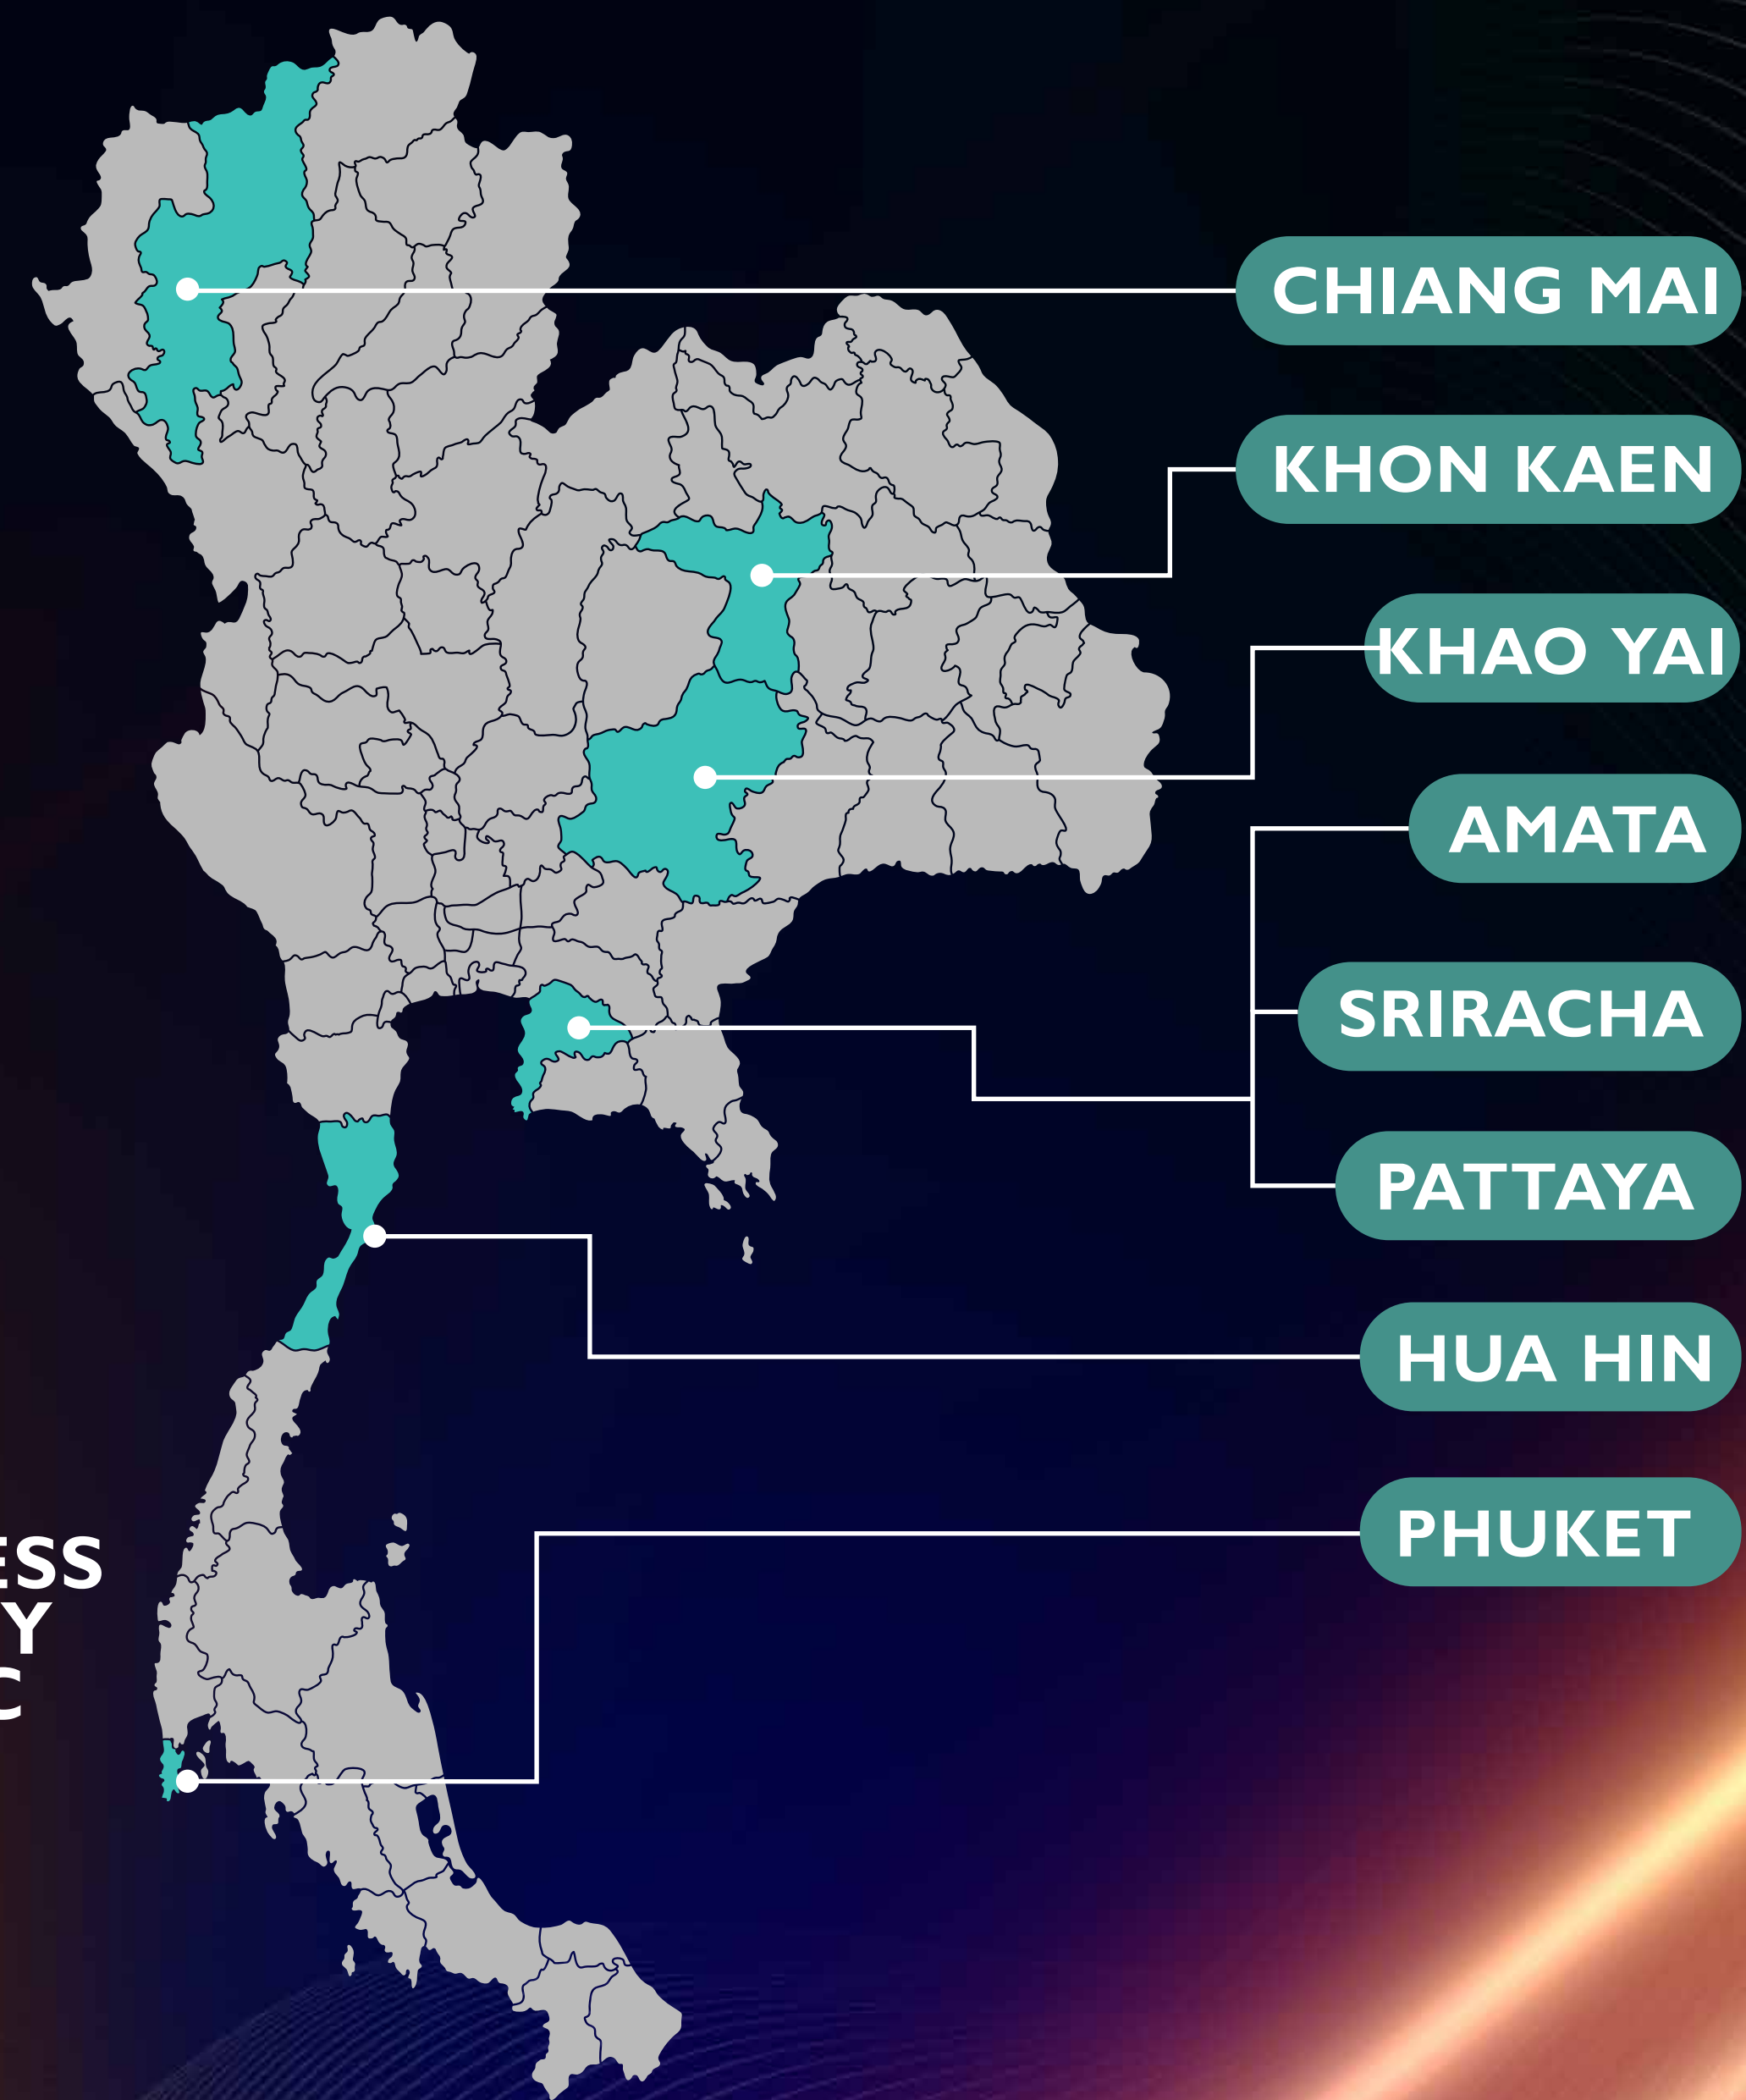 CHIANG MAI
KHON KAEN
KHAO YAI
AMATA
SRIRACHA
PATTAYA
HUA HIN
PHUKET